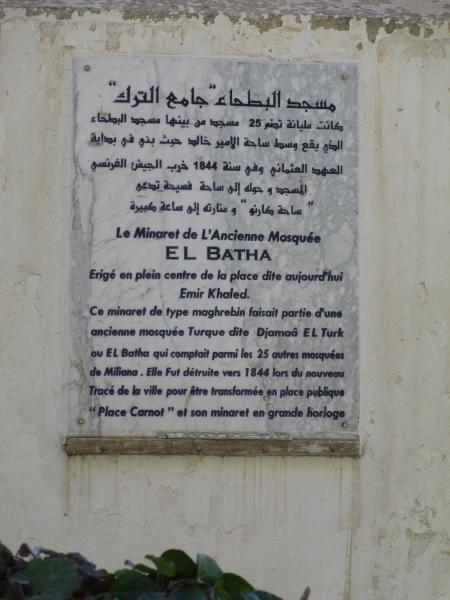 مسجد البطحاء "جامع الترك"
كانت مليانة تضم 25 مسجد من بينها مسجد البطحاء
الذي يقع وسط ساحة الأمير خالد حيث بني في بداية
العهد العثماني وفي سنة 1844 خرب الجيش الفرنسي
المسجد و حوله إلى ساحة فسيحة تدعى
"ساحة كارنو" و منارته إلى ساعة كبيرة
Le Minaret de L'Ancienne Mosquée
EL BATHA
Erigé en plein centre de la place dite aujourd'hui
Emir Khaled.
Ce minaret de type maghrebin faisait partie d'une
ancienne mosquée Turque dite Djamaâ EL Turk
ou EL Batha qui comptait parmi les 25 autres mosquées
de Miliana . Elle Fut détruite vers 1844 lors du nouveau
Tracé de la ville pour être transformée en place publique
" Place Carnot " et son minaret en grande horloge